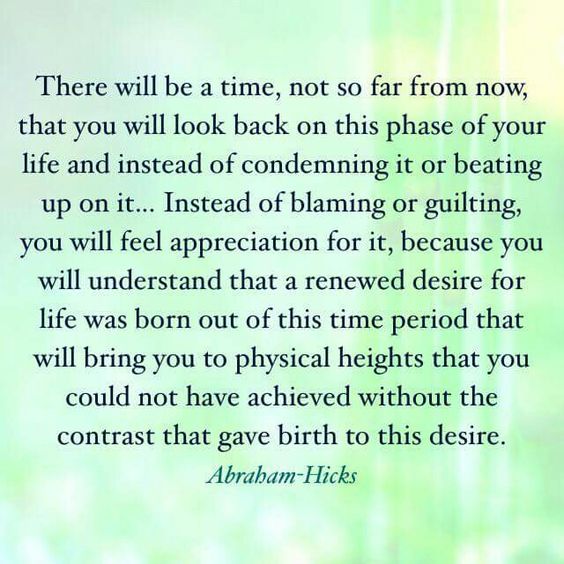 There will be a time, not so far from now,
that you will look back on this phase of your
life and instead of condemning it or beating
up on it... Instead of blaming or guilting,
you will feel appreciation for it, because you
will understand that a renewed desire for
life was born out of this time period that
will bring you to physical heights that you
could not have achieved without the
contrast that gave birth to this desire.
Abraham-Hicks